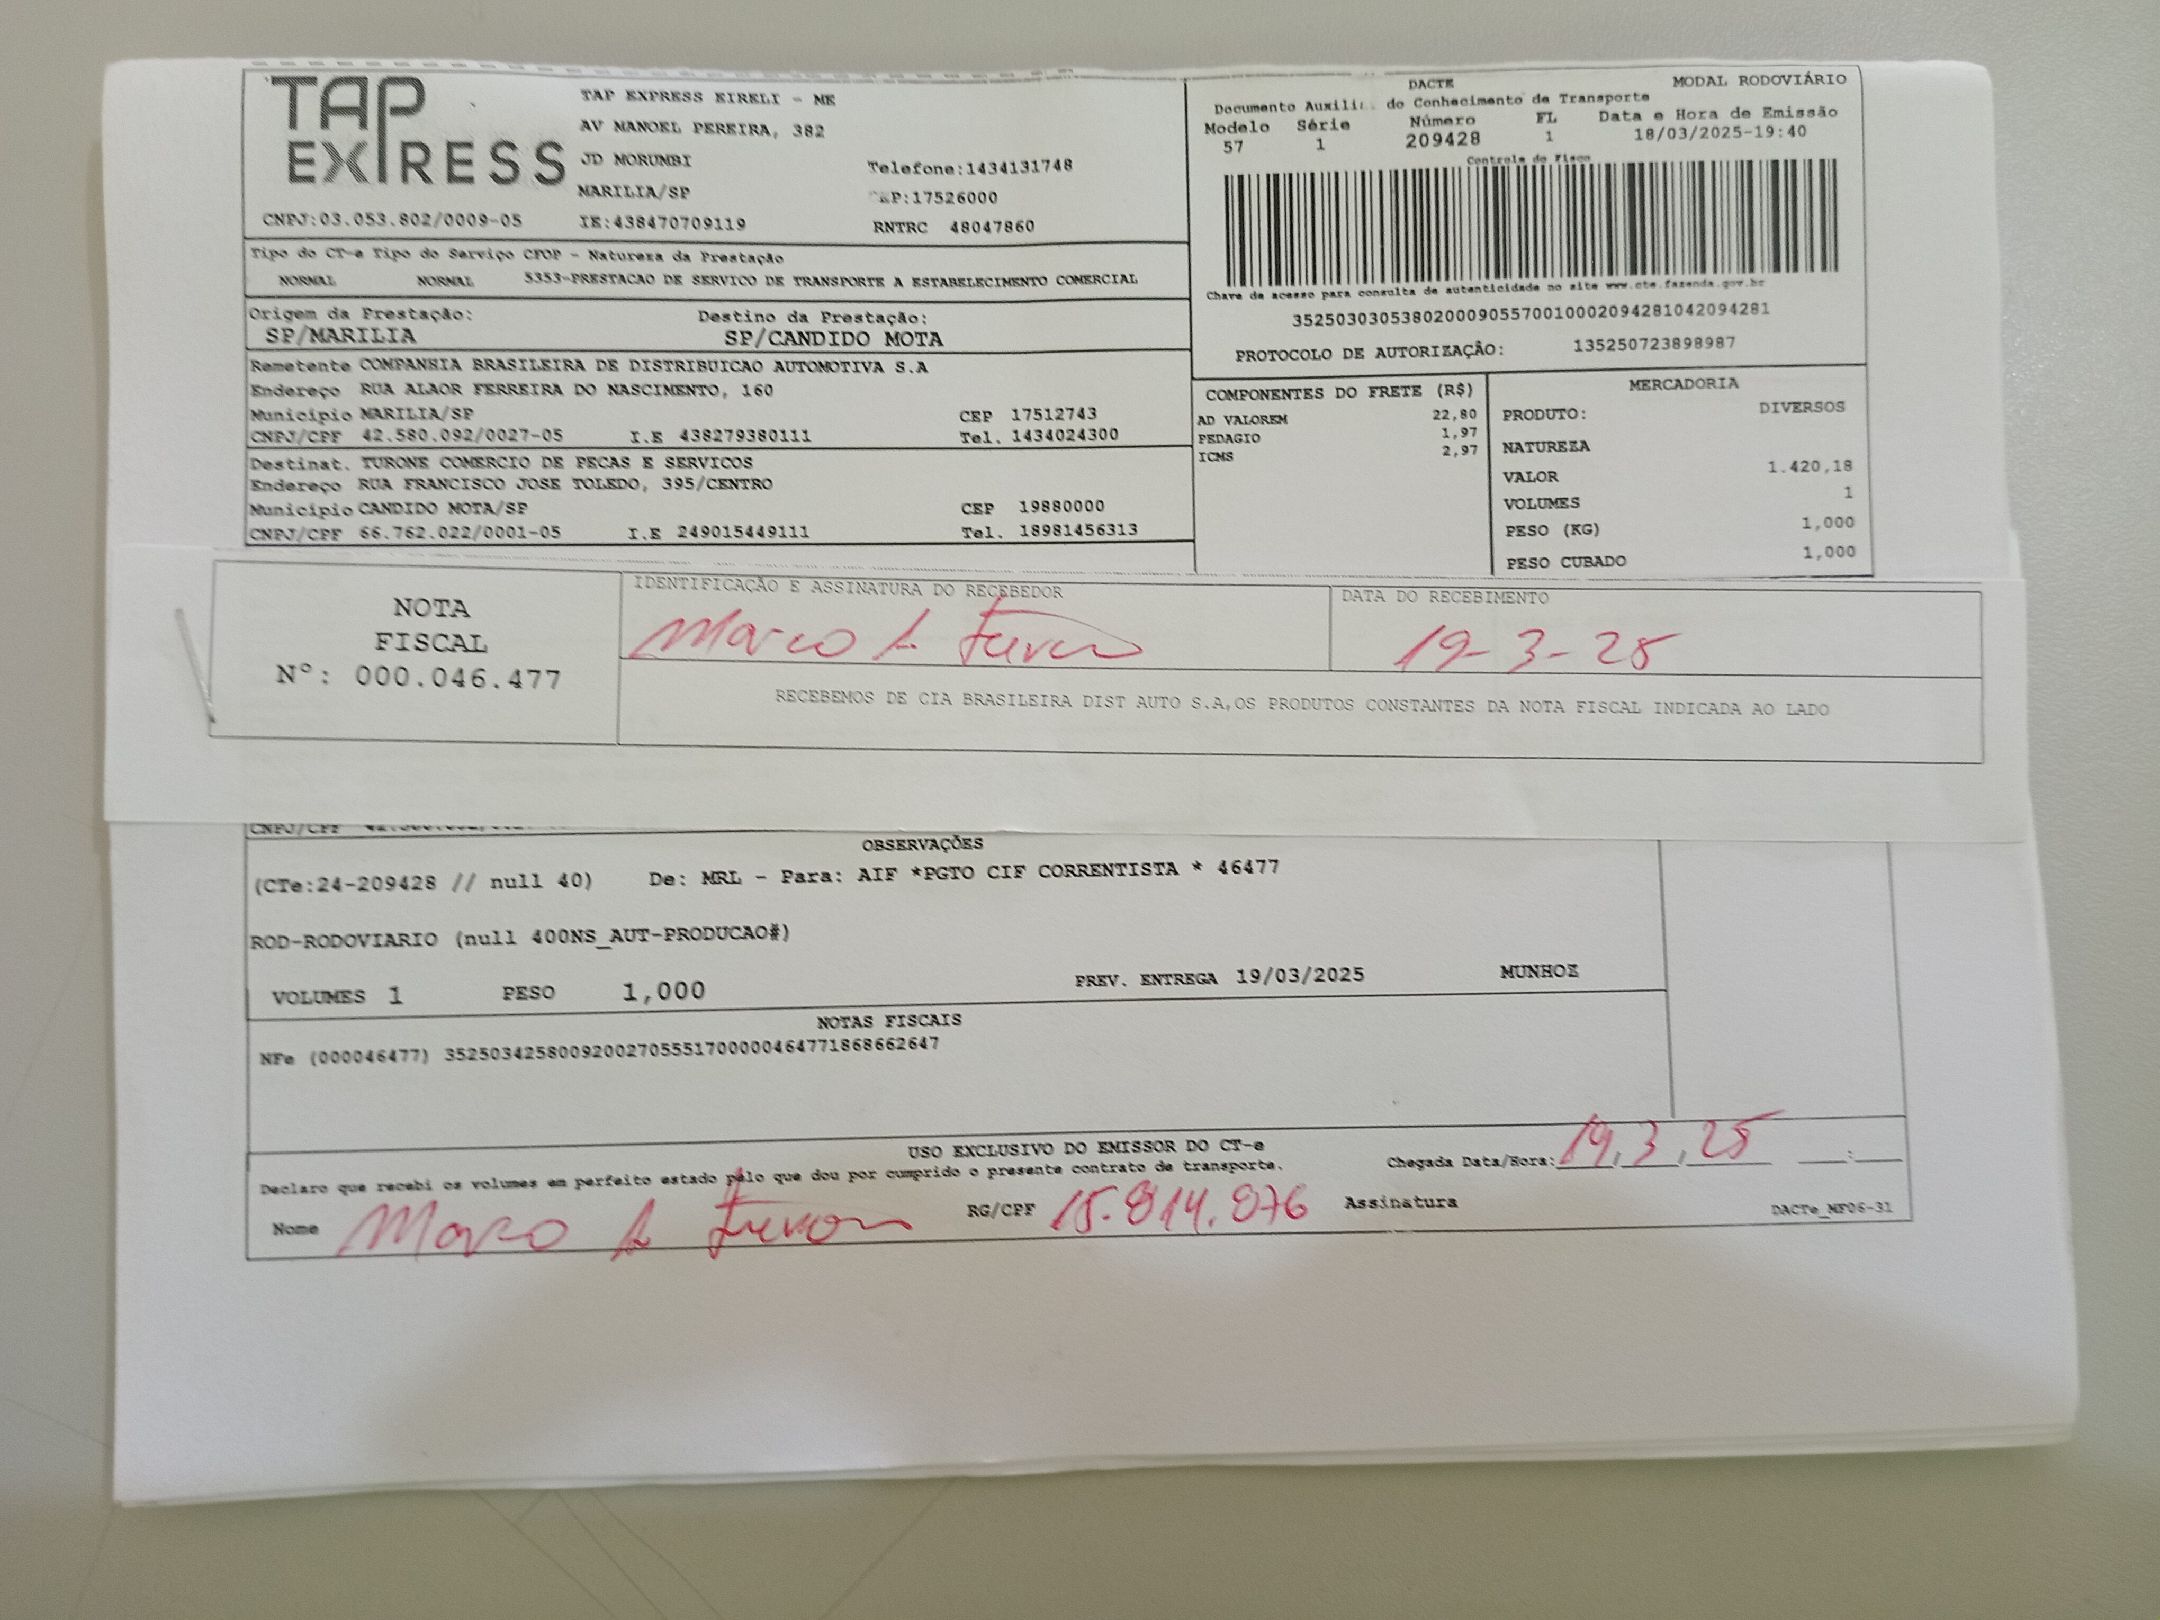 TAP EXPRESS
TAP EXPRESS EIRELI - ME
AV MANOEL PEREIRA, 382
JD MORUMBI
Telefone:1434131748
MARILIA/SP
CEP:17526000
CNPJ:03.053.802/0009-05 IE:438470709119 RNTRC 48047860
DACTE MODAL RODOVIÁRIO
Documento Auxili do Conhecimento de Transporte
Modelo Série Número FL Data e Hora de Emissão
57 1 209428 1 18/03/2025-19:40
Controle do Fisco
Chave de acesso para consulta de autenticidade no site www.cte.fazenda.gov.br
35250303053802000905570010002094281042094281
PROTOCOLO DE AUTORIZAÇÃO: 135250723898987
Tipo do CT-e Tipo do Serviço CFOP - Natureza da Prestação
NORMAL NORMAL 5353-PRESTACAO DE SERVICO DE TRANSPORTE A ESTABELECIMENTO COMERCIAL
Origem da Prestação: Destino da Prestação:
SP/MARILIA SP/CANDIDO MOTA
Remetente COMPANHIA BRASILEIRA DE DISTRIBUICAO AUTOMOTIVA S.A
Endereço RUA ALAOR FERREIRA DO NASCIMENTO, 160
Município MARILIA/SP CEP 17512743
CNPJ/CPF 42.580.092/0027-05 I.E 438279380111 Tel. 1434024300
Destinat. TURONE COMERCIO DE PECAS E SERVICOS
Endereço RUA FRANCISCO JOSE TOLEDO, 395/CENTRO
Município CANDIDO MOTA/SP CEP 19880000
CNPJ/CPF 66.762.022/0001-05 I.E 249015449111 Tel. 18981456313
COMPONENTES DO FRETE (R$)
AD VALOREM 22,80
PEDAGIO 1,97
ICMS 2,97
MERCADORIA
PRODUTO: DIVERSOS
NATUREZA
VALOR 1.420,18
VOLUMES 1
PESO (KG) 1,000
PESO CUBADO 1,000
NOTA
FISCAL
Nº: 000.046.477
IDENTIFICAÇÃO E ASSINATURA DO RECEBEDOR
Marco A
DATA DO RECEBIMENTO
19-3-25
RECEBEMOS DE CIA BRASILEIRA DIST AUTO S.A,OS PRODUTOS CONSTANTES DA NOTA FISCAL INDICADA AO LADO
CNPJ/CPF
OBSERVAÇÕES
(CTe:24-209428 // null 40) De: MRL - Para: AIF *PGTO CIF CORRENTISTA * 46477
ROD-RODOVIARIO (null 400NS_AUT-PRODUCAO#)
VOLUMES 1 PESO 1,000 PREV. ENTREGA 19/03/2025 MUNHOZ
NOTAS FISCAIS
NFe (000046477) 35250342580092002705551700000464771868662647
USO EXCLUSIVO DO EMISSOR DO CT-e
Declaro que recebi os volumes em perfeito estado pelo que dou por cumprido o presente contrato de transporte.
Chegada Data/Hora: 19,3,25
Nome Marco A RG/CPF 15.814.876 Assinatura
DACTe_MF06-31